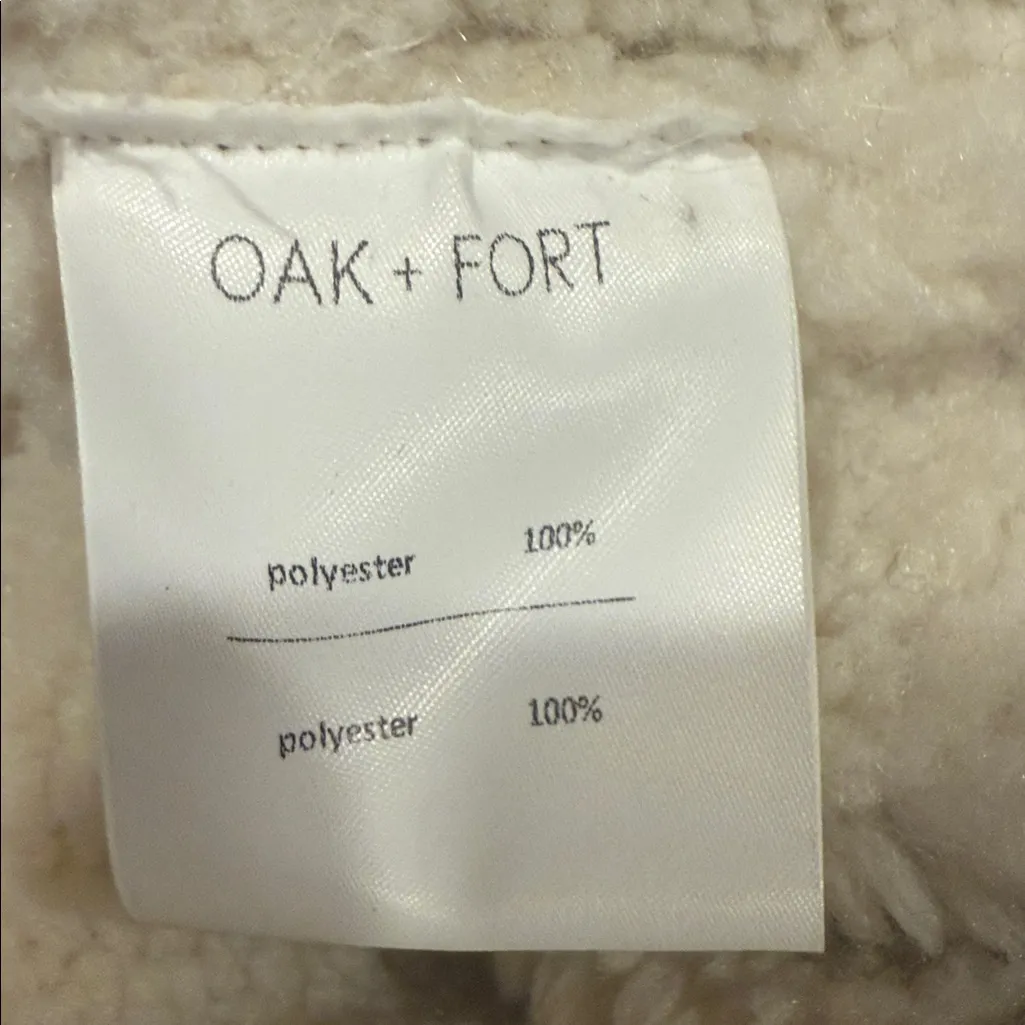 OAK + FORT
polyester 100%
polyester 100%